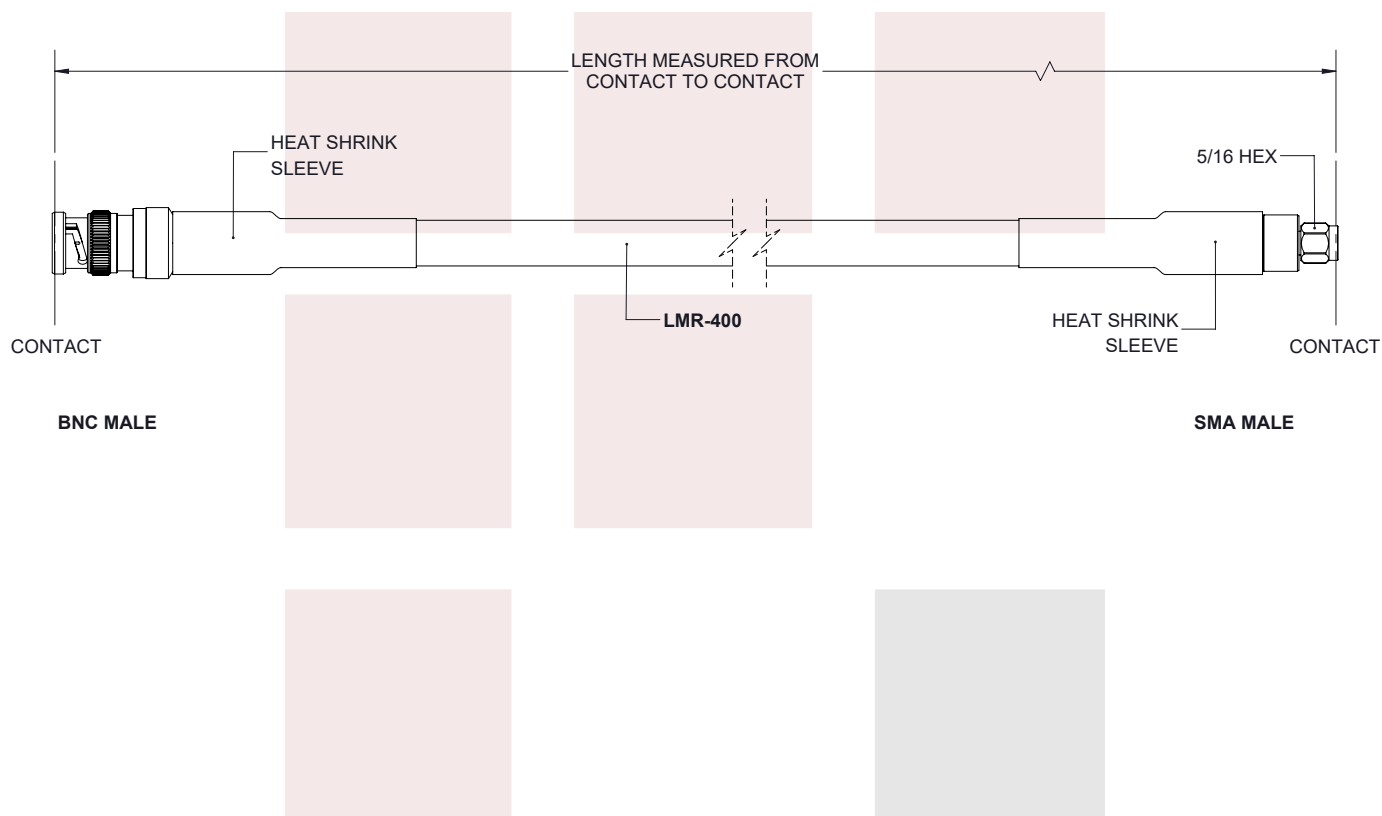 LENGTH MEASURED FROM
CONTACT TO CONTACT
HEAT SHRINK
SLEEVE
5/16 HEX
LMR-400
HEAT SHRINK
SLEEVE
CONTACT
CONTACT
BNC MALE
SMA MALE